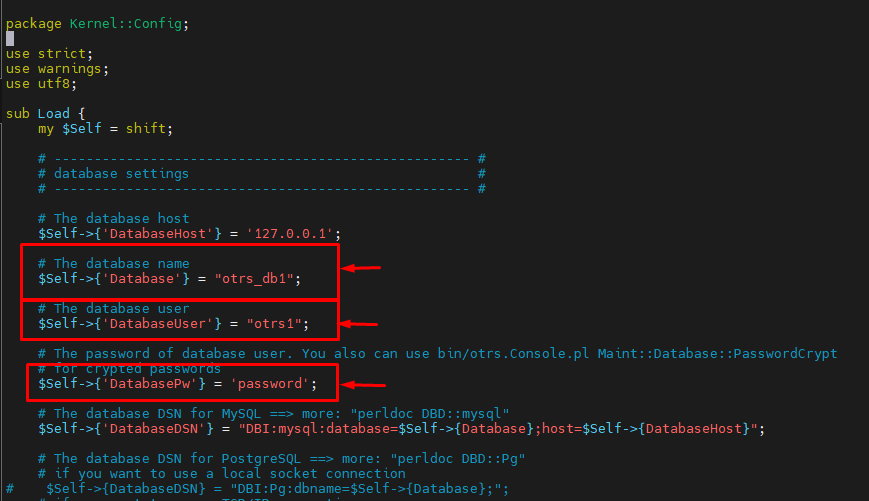 package Kernel::Config;
use strict;
use warnings;
use utf8;
sub Load {
my $Self = shift;
# --------------------------------------------------- #
# database settings #
# --------------------------------------------------- #
# The database host
$Self->{'DatabaseHost'} = '127.0.0.1';
# The database name
$Self->{'Database'} = "otrs_db1";
# The database user
$Self->{'DatabaseUser'} = "otrs1";
# The password of database user. You also can use bin/otrs.Console.pl Maint::Database::PasswordCrypt
# for crypted passwords
$Self->{'DatabasePw'} = 'password';
# The database DSN for MySQL ==> more: "perldoc DBD::mysql"
$Self->{'DatabaseDSN'} = "DBI:mysql:database=$Self->{Database};host=$Self->{DatabaseHost}";
# The database DSN for PostgreSQL ==> more: "perldoc DBD::Pg"
# if you want to use a local socket connection
# $Self->{DatabaseDSN} = "DBI:Pg:dbname=$Self->{Database};";